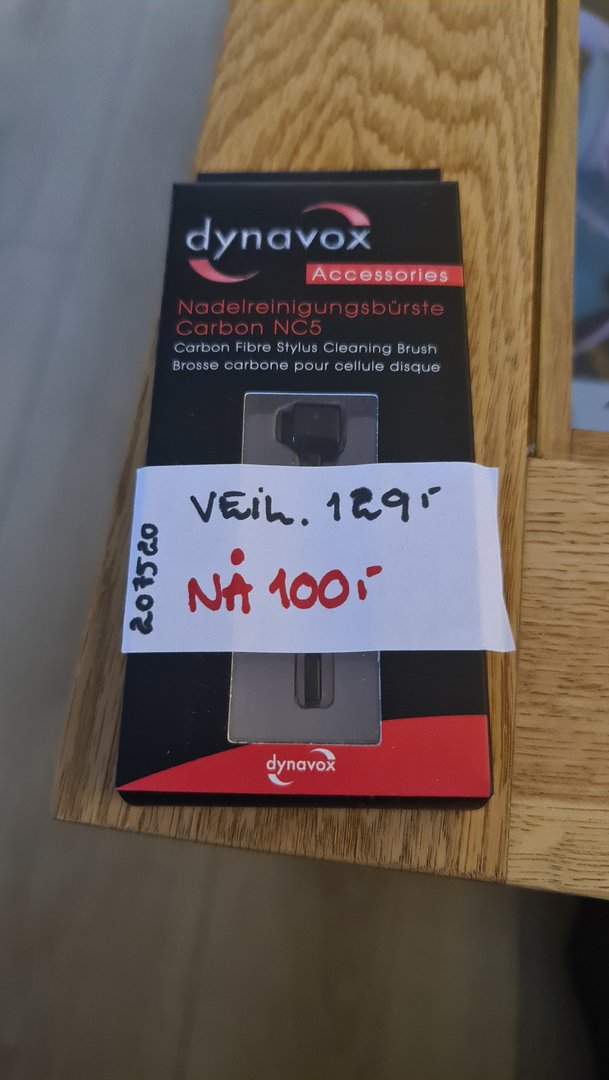 dynavox
Accessories
Nadelreinigungsbürste
Carbon NC5
Carbon Fibre Stylus Cleaning Brush
Brosse carbone pour cellule disque
VEIL. 129,-
NÅ 100,-
207520
dynavox